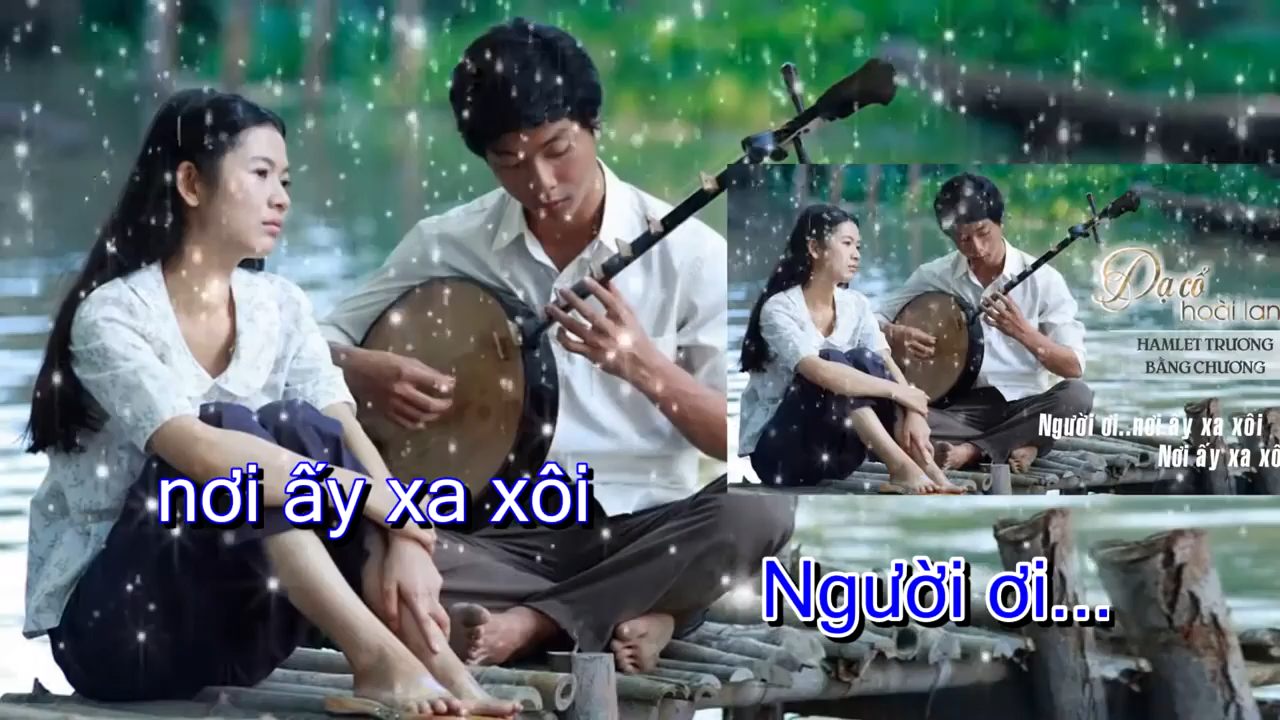 nơi ấy xa xôi
Người ơi...
Dạ cổ
hoài lan
HAMLET TRƯƠNG
BẰNG CHƯƠNG
Người ơi..nơi ấy xa xôi
Nơi ấy xa xô